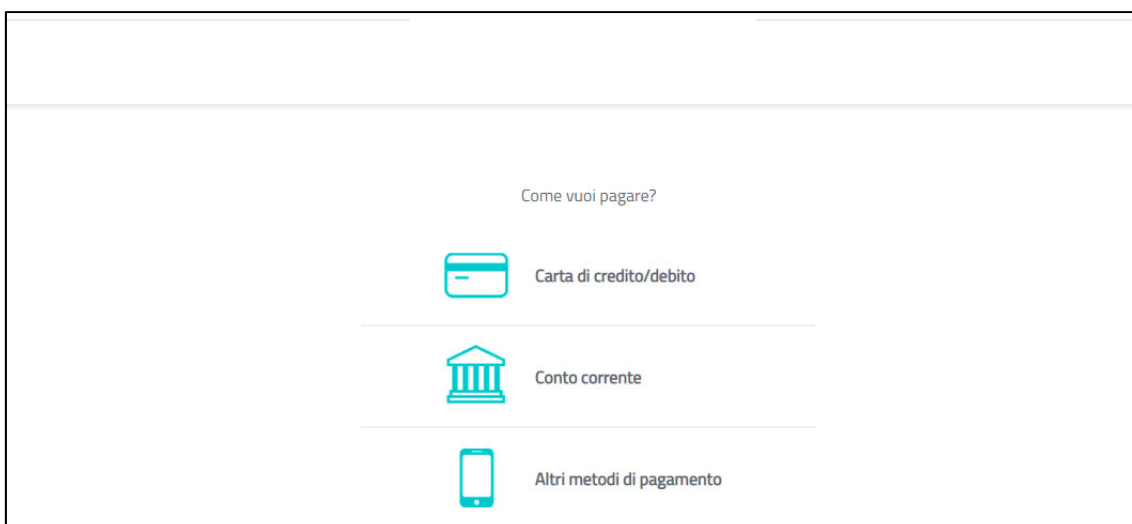 Come vuoi pagare?
Carta di credito/debito
Conto corrente
Altri metodi di pagamento